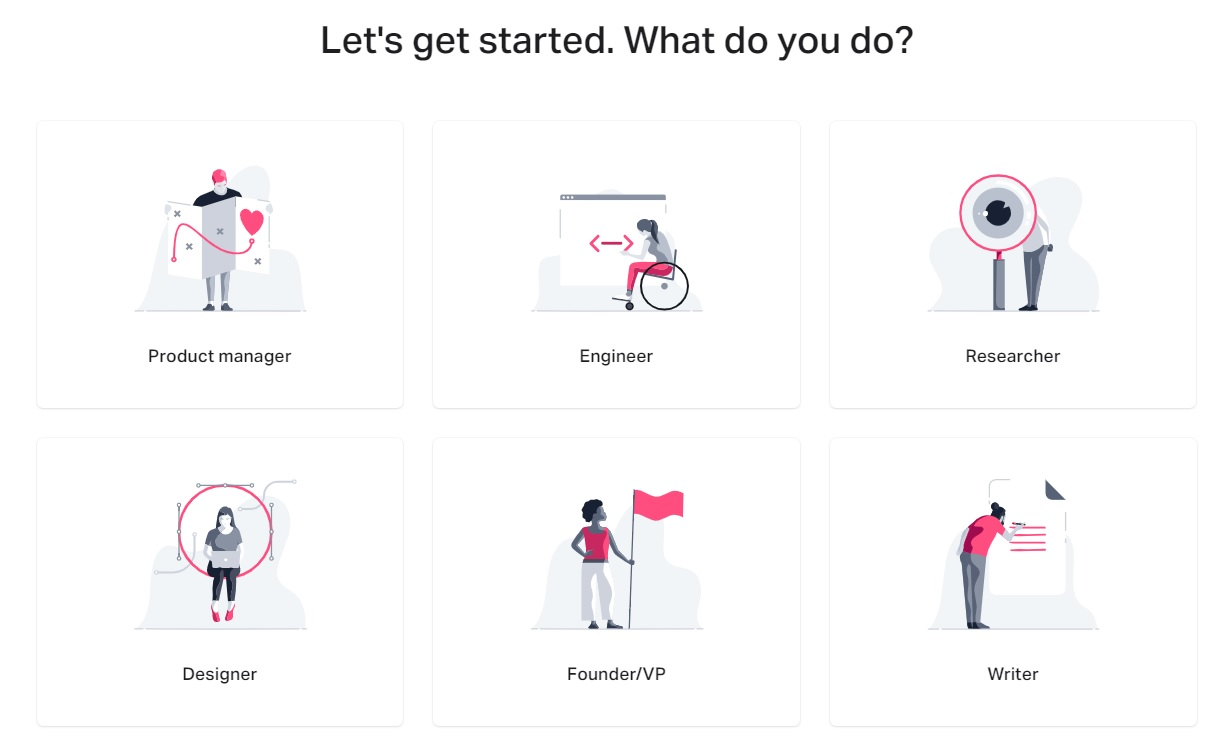 Let's get started. What do you do?
Product manager
Engineer
Researcher
Designer
Founder/VP
Writer